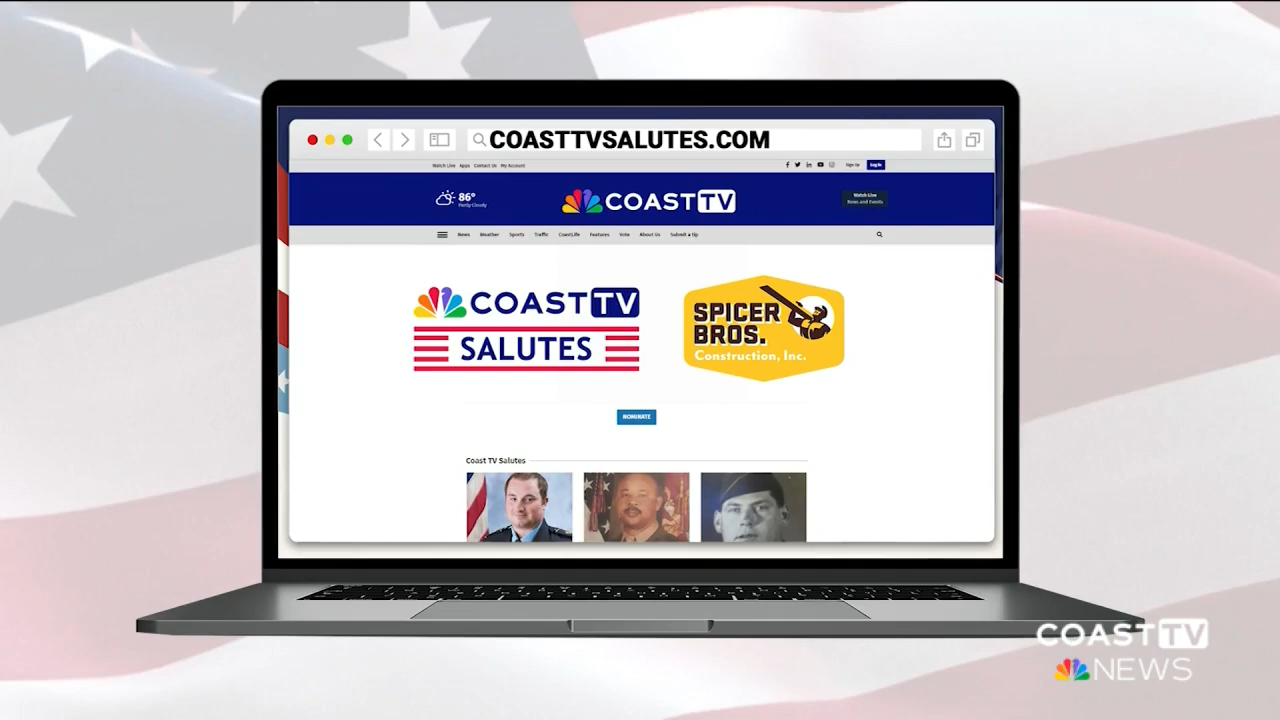 COASTTVSALUTES.COM
Watch Live Apps Contact Us My Account
Sign Up Log In
86°
Partly Cloudy
COAST TV
Watch Live
News and Events
News Weather Sports Traffic CoastLife Features Vote About Us Submit a tip
COAST TV
SALUTES
SPICER
BROS.
Construction, Inc.
NOMINATE
Coast TV Salutes
COAST TV
NEWS